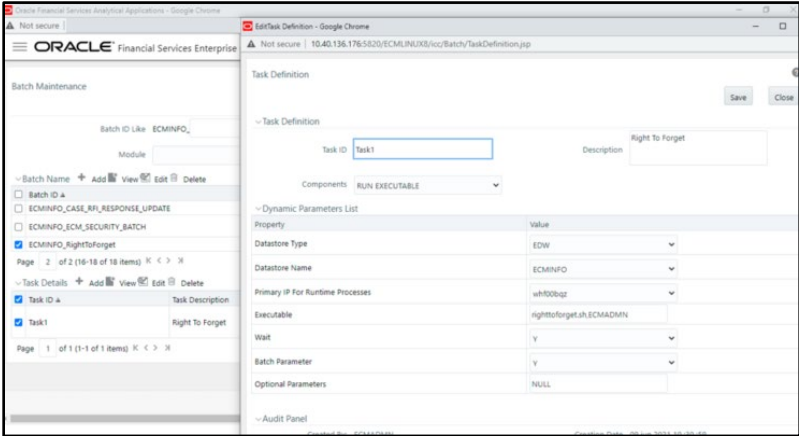 Oracle Financial Services Analytical Applications - Google Chrome
Not secure
ORACLE Financial Services Enterprise
Batch Maintenance
Batch ID Like ECMINFO_
Module
Batch Name Add View Edit Delete
Batch ID
ECMINFO_CASE_RFI_RESPONSE_UPDATE
ECMINFO_ECM_SECURITY_BATCH
ECMINFO_RightToForget
Page 2 of 2 (16-18 of 18 items)
Task Details Add View Edit Delete
Task ID Task Description
Task1 Right To Forget
Page 1 of 1 (1-1 of 1 items)
EditTask Definition - Google Chrome
Not secure | 10.40.136.176:5820/ECMLINUX8/icc/Batch/TaskDefinition.jsp
Task Definition
Save Close
Task Definition
Task ID Task1 Description Right To Forget
Components RUN EXECUTABLE
Dynamic Parameters List
Property Value
Datastore Type EDW
Datastore Name ECMINFO
Primary IP For Runtime Processes whf00bqz
Executable righttoforget.sh,ECMADMN
Wait Y
Batch Parameter Y
Optional Parameters NULL
Audit Panel